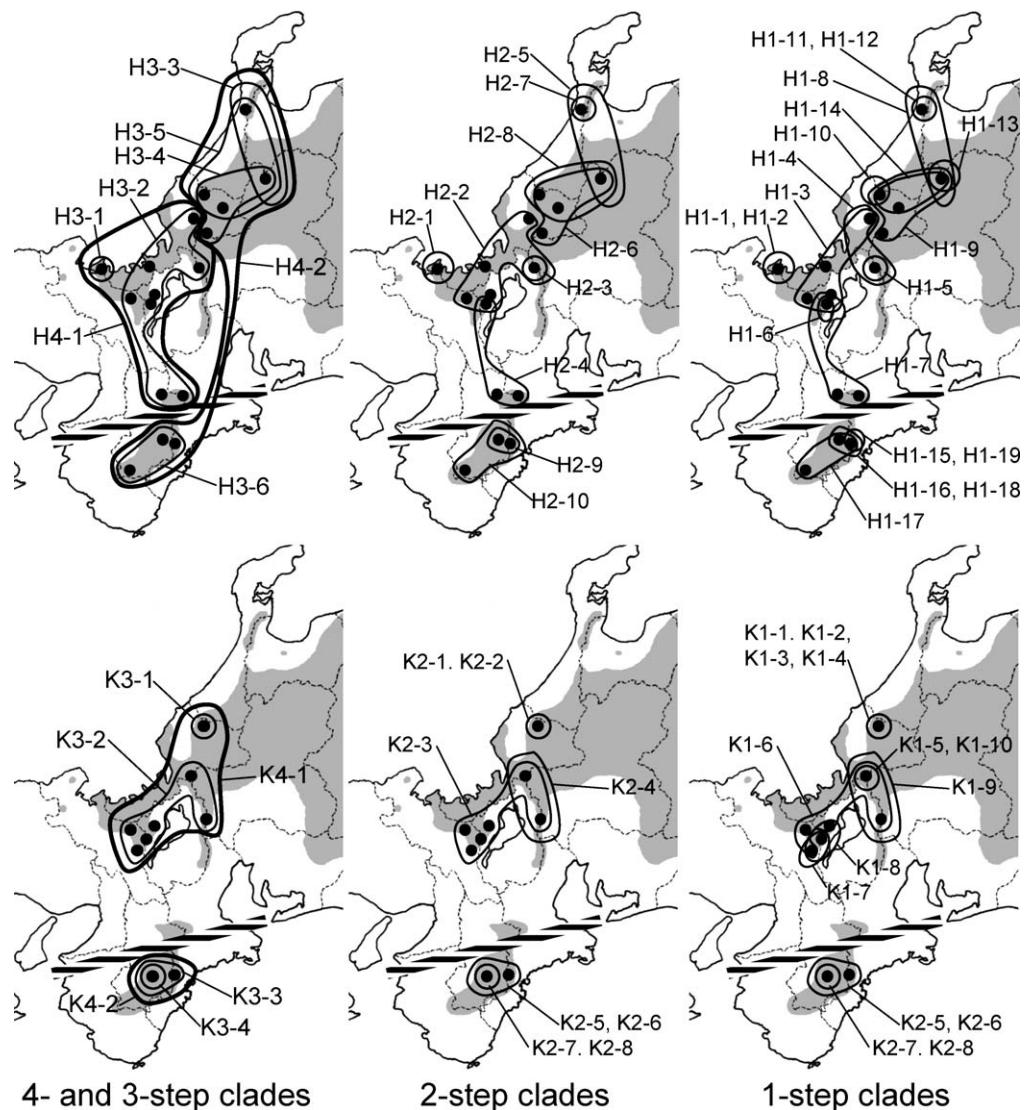 H3-3
H3-5
H3-4
H3-2
H3-1
H4-2
H4-1
H3-6
H2-5
H2-7
H2-8
H2-2
H2-1
H2-6
H2-3
H2-4
H2-9
H2-10
H1-11, H1-12
H1-8
H1-14
H1-10
H1-13
H1-4
H1-3
H1-1, H1-2
H1-9
H1-5
H1-6
H1-7
H1-15, H1-19
H1-16, H1-18
H1-17
K3-1
K3-2
K4-1
K4-2
K3-3
K3-4
K2-1. K2-2
K2-3
K2-4
K2-5, K2-6
K2-7. K2-8
K1-1. K1-2,
K1-3, K1-4
K1-6
K1-5, K1-10
K1-9
K1-8
K1-7
K2-5, K2-6
K2-7. K2-8
4- and 3-step clades
2-step clades
1-step clades